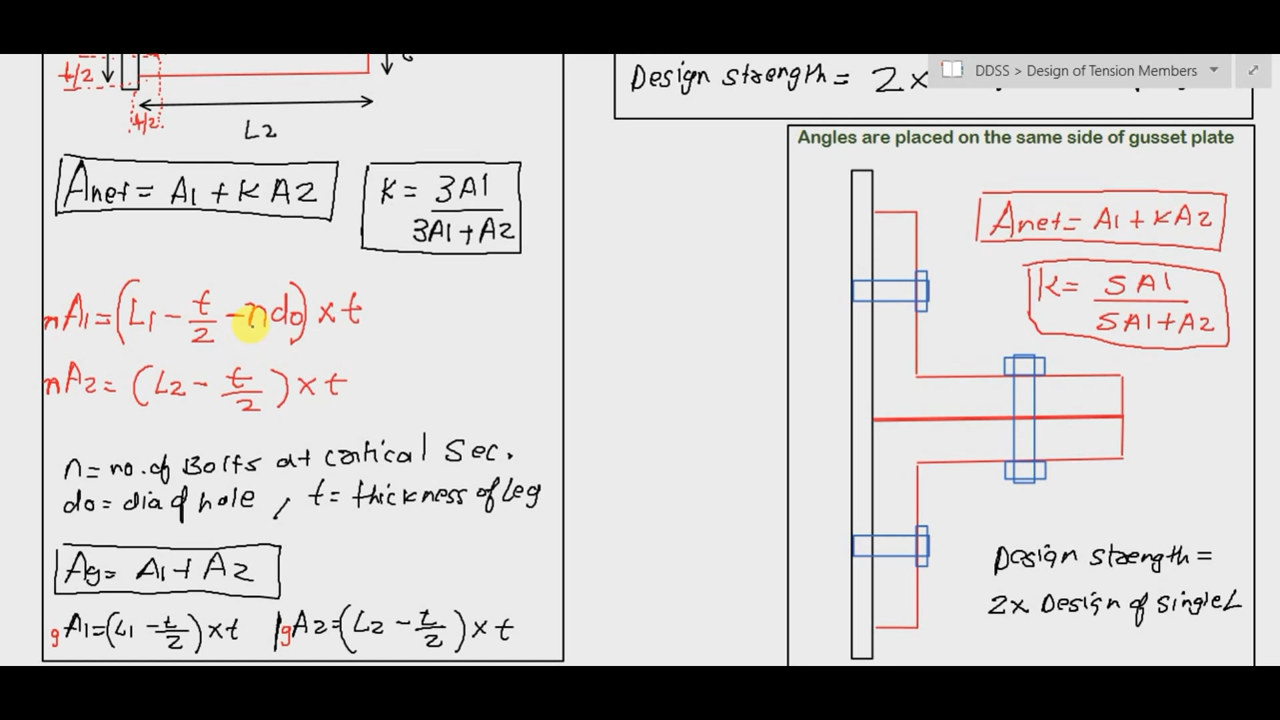 t/2
t/2
L2
Anet = A1 + K A2
K = 3A1
3A1+A2
nA1 = (L1 - t/2 - ndo) x t
nA2 = (L2 - t/2) x t
n = no. of Bolts at critical Sec.
do = dia of hole, t = thickness of Leg
Ag = A1 + A2
gA1 = (L1 - t/2) x t
gA2 = (L2 - t/2) x t
Design strength = 2x
DDSS > Design of Tension Members
Angles are placed on the same side of gusset plate
Anet = A1 + KA2
K = 5A1
5A1+A2
Design strength =
2x Design of single L